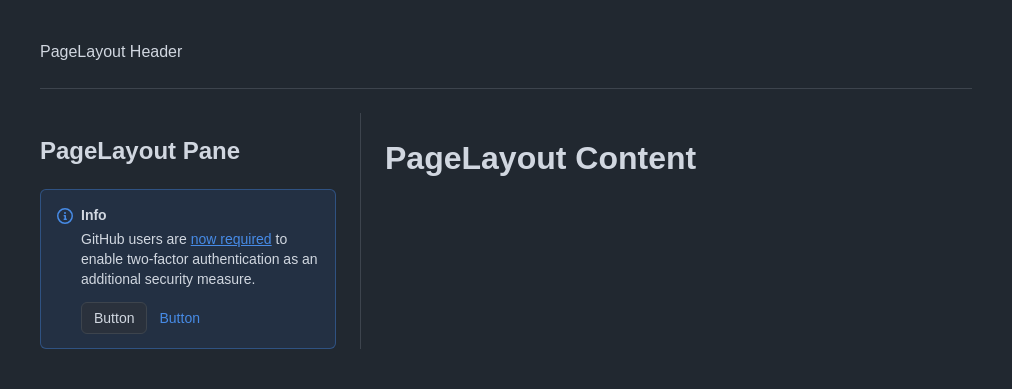 PageLayout Header
PageLayout Pane
Info
GitHub users are now required to
enable two-factor authentication as an
additional security measure.
Button Button
PageLayout Content